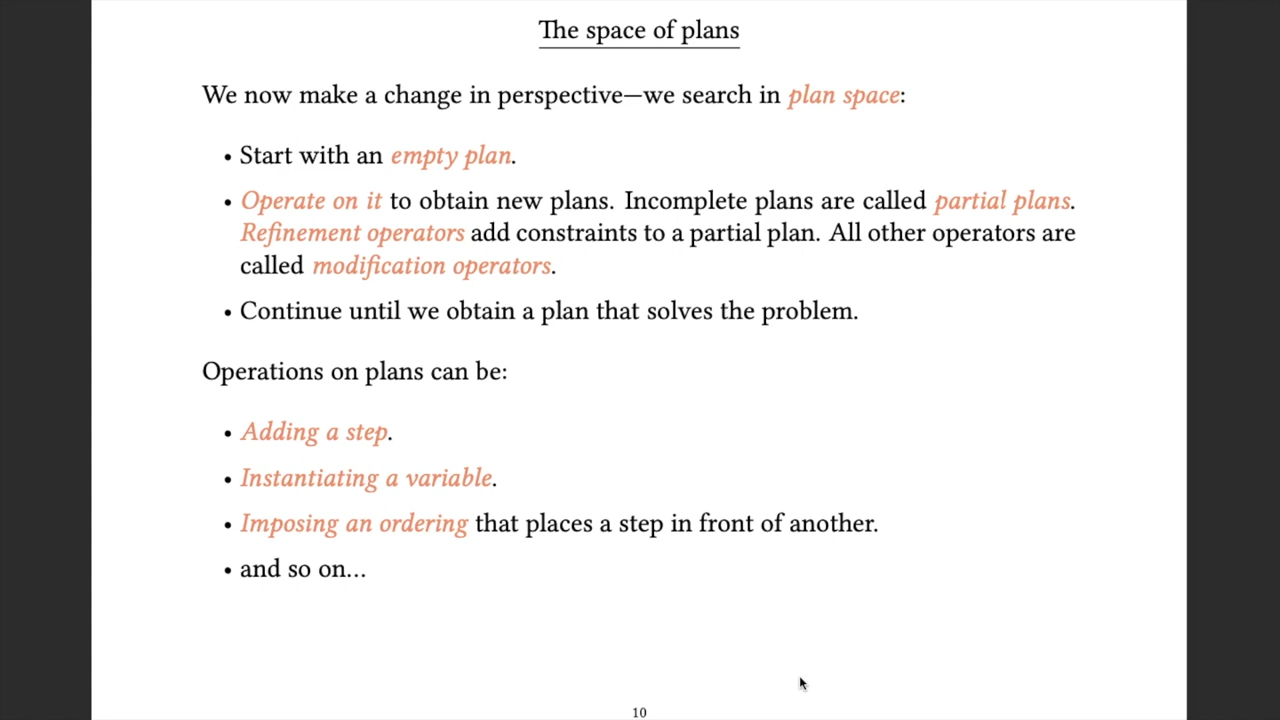 The space of plans
We now make a change in perspective—we search in plan space:
• Start with an empty plan.
• Operate on it to obtain new plans. Incomplete plans are called partial plans.
Refinement operators add constraints to a partial plan. All other operators are
called modification operators.
• Continue until we obtain a plan that solves the problem.
Operations on plans can be:
• Adding a step.
• Instantiating a variable.
• Imposing an ordering that places a step in front of another.
• and so on…
10